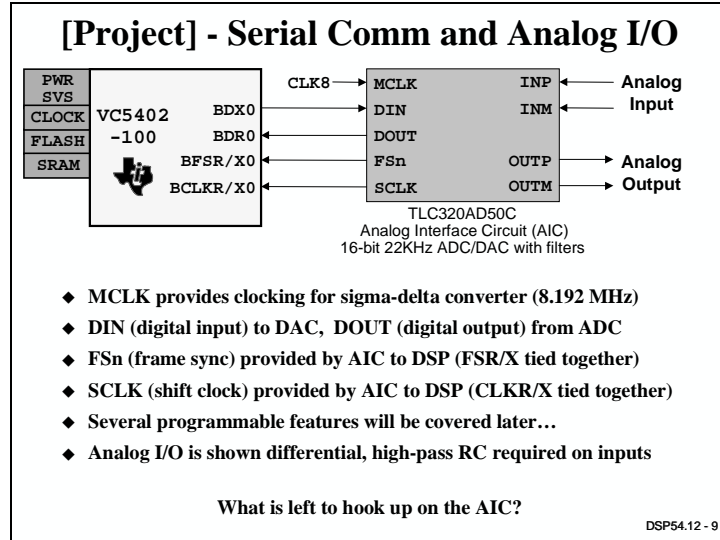 [Project] - Serial Comm and Analog I/O
PWR
SVS
CLOCK
FLASH
SRAM
VC5402
-100
BDX0
BDR0
BFSR/X0
BCLKR/X0
CLK8
MCLK
DIN
DOUT
FSn
SCLK
INP
INM
OUTP
OUTM
Analog
Input
Analog
Output
TLC320AD50C
Analog Interface Circuit (AIC)
16-bit 22KHz ADC/DAC with filters
◆ MCLK provides clocking for sigma-delta converter (8.192 MHz)
◆ DIN (digital input) to DAC, DOUT (digital output) from ADC
◆ FSn (frame sync) provided by AIC to DSP (FSR/X tied together)
◆ SCLK (shift clock) provided by AIC to DSP (CLKR/X tied together)
◆ Several programmable features will be covered later…
◆ Analog I/O is shown differential, high-pass RC required on inputs
What is left to hook up on the AIC?
DSP54.12 - 9